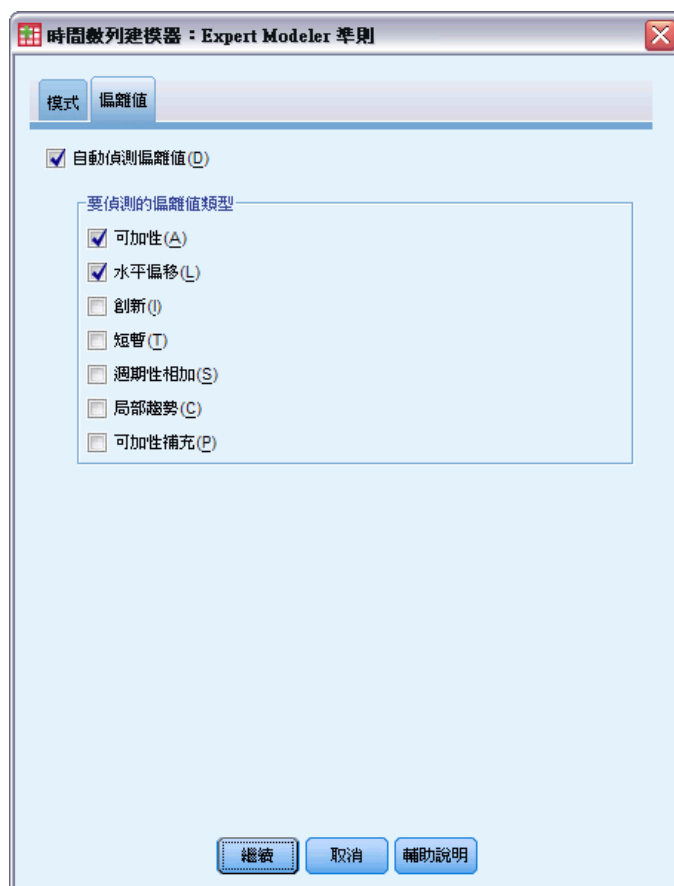 時間數列建模器：Expert Modeler 準則
模式
偏離值
自動偵測偏離值(D)
要偵測的偏離值類型
可加性(A)
水平偏移(L)
創新(I)
短暫(T)
週期性相加(S)
局部趨勢(C)
可加性補充(P)
繼續
取消
輔助說明